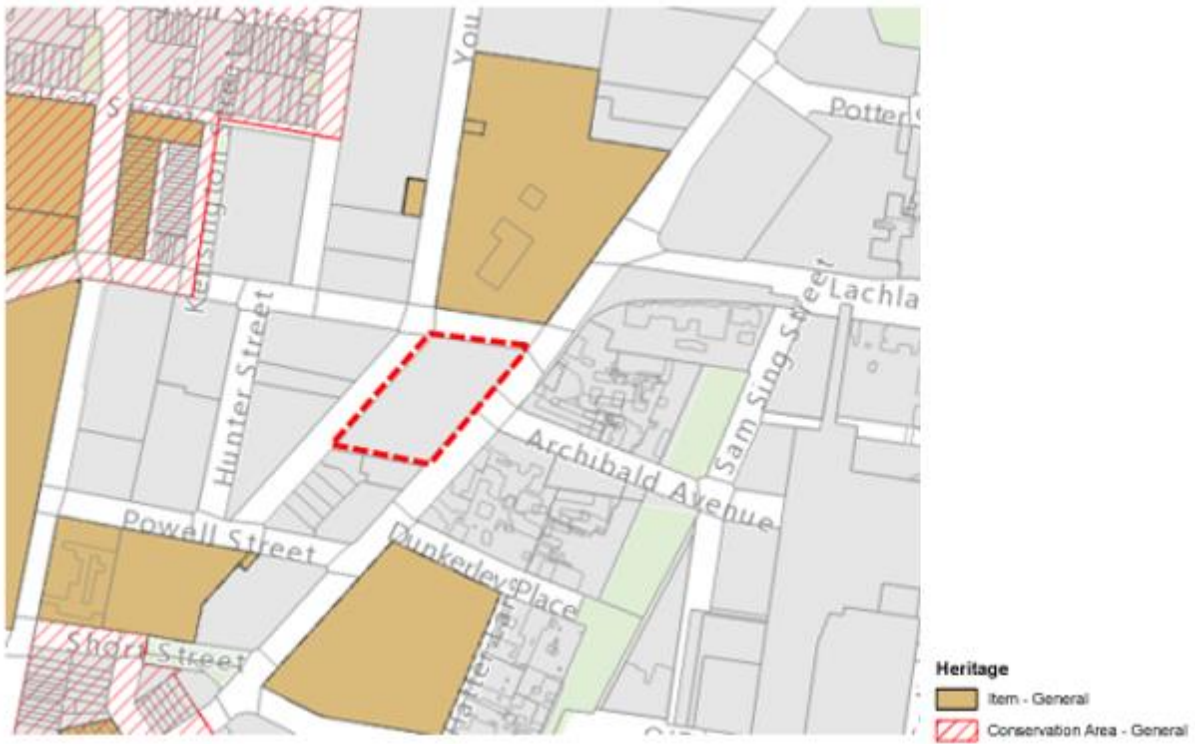 You
Potter
Kensington
Lachla
Hunter Street
Sam Sing Street
Archibald Avenue
Powell Street
Dunkerley Place
Short Street
Heritage
Item - General
Conservation Area - General